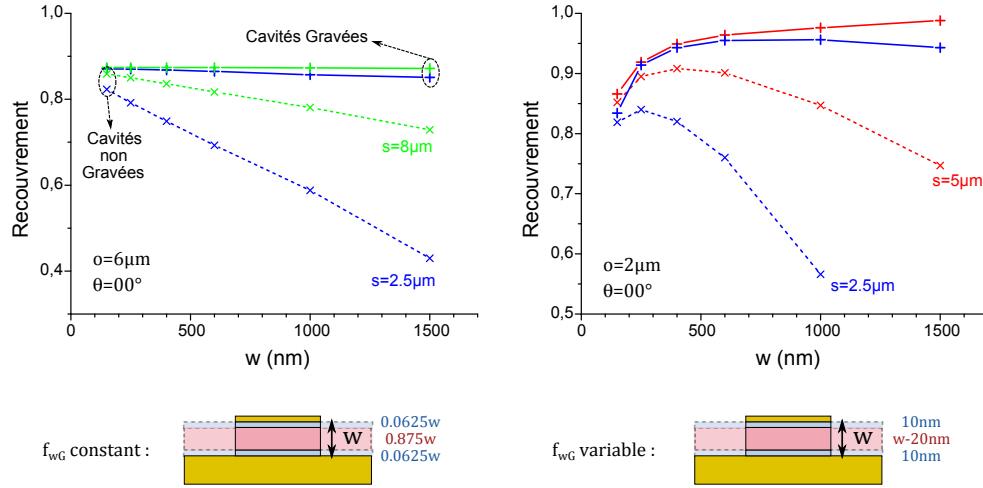 Recouvrement
1,0
0,8
0,6
0,4
0
500
1000
1500
w (nm)
Cavités Gravées
Cavités
non
Gravées
s=8µm
s=2.5µm
o=6µm
θ=00°
Recouvrement
1,0
0,9
0,8
0,7
0,6
0,5
0
500
1000
1500
w (nm)
s=5µm
s=2.5µm
o=2µm
θ=00°
f_wG constant :
w
0.0625w
0.875w
0.0625w
f_wG variable :
w
10nm
w-20nm
10nm